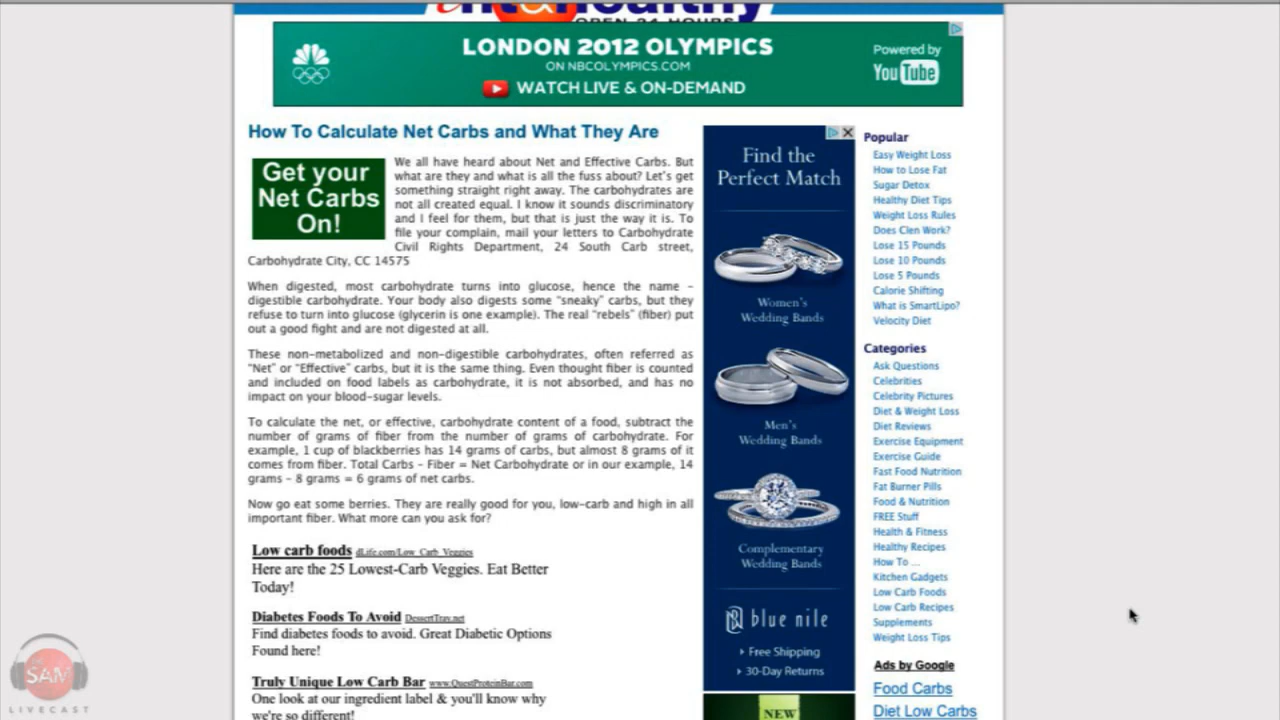 OPEN 24 HOURS
LONDON 2012 OLYMPICS
ON NBCOLYMPICS.COM
WATCH LIVE & ON-DEMAND
Powered by
YouTube
How To Calculate Net Carbs and What They Are
Get your
Net Carbs
On!
We all have heard about Net and Effective Carbs. But
what are they and what is all the fuss about? Let's get
something straight right away. The carbohydrates are
not all created equal. I know it sounds discriminatory
and I feel for them, but that is just the way it is. To
file your complain, mail your letters to Carbohydrate
Civil Rights Department, 24 South Carb street,
Carbohydrate City, CC 14575
When digested, most carbohydrate turns into glucose, hence the name –
digestible carbohydrate. Your body also digests some "sneaky" carbs, but they
refuse to turn into glucose (glycerin is one example). The real "rebels" (fiber) put
out a good fight and are not digested at all.
These non-metabolized and non-digestible carbohydrates, often referred as
"Net" or "Effective" carbs, but it is the same thing. Even thought fiber is counted
and included on food labels as carbohydrate, it is not absorbed, and has no
impact on your blood-sugar levels.
To calculate the net, or effective, carbohydrate content of a food, subtract the
number of grams of fiber from the number of grams of carbohydrate. For
example, 1 cup of blackberries has 14 grams of carbs, but almost 8 grams of it
comes from fiber. Total Carbs – Fiber = Net Carbohydrate or in our example, 14
grams – 8 grams = 6 grams of net carbs.
Now go eat some berries. They are really good for you, low-carb and high in all
important fiber. What more can you ask for?
Low carb foods dLife.com/Low_Carb_Veggies
Here are the 25 Lowest-Carb Veggies. Eat Better
Today!
Diabetes Foods To Avoid DessertTray.net
Find diabetes foods to avoid. Great Diabetic Options
Found here!
Truly Unique Low Carb Bar www.QuestProteinBar.com
One look at our ingredient label & you'll know why
we're so different!
Find the
Perfect Match
Women's
Wedding Bands
Men's
Wedding Bands
Complementary
Wedding Bands
blue nile
Free Shipping
30-Day Returns
NEW
Popular
Easy Weight Loss
How to Lose Fat
Sugar Detox
Healthy Diet Tips
Weight Loss Rules
Does Clen Work?
Lose 15 Pounds
Lose 10 Pounds
Lose 5 Pounds
Calorie Shifting
What is SmartLipo?
Velocity Diet
Categories
Ask Questions
Celebrities
Celebrity Pictures
Diet & Weight Loss
Diet Reviews
Exercise Equipment
Exercise Guide
Fast Food Nutrition
Fat Burner Pills
Food & Nutrition
FREE Stuff
Health & Fitness
Healthy Recipes
How To ...
Kitchen Gadgets
Low Carb Foods
Low Carb Recipes
Supplements
Weight Loss Tips
Ads by Google
Food Carbs
Diet Low Carbs
SAM
LIVECAST